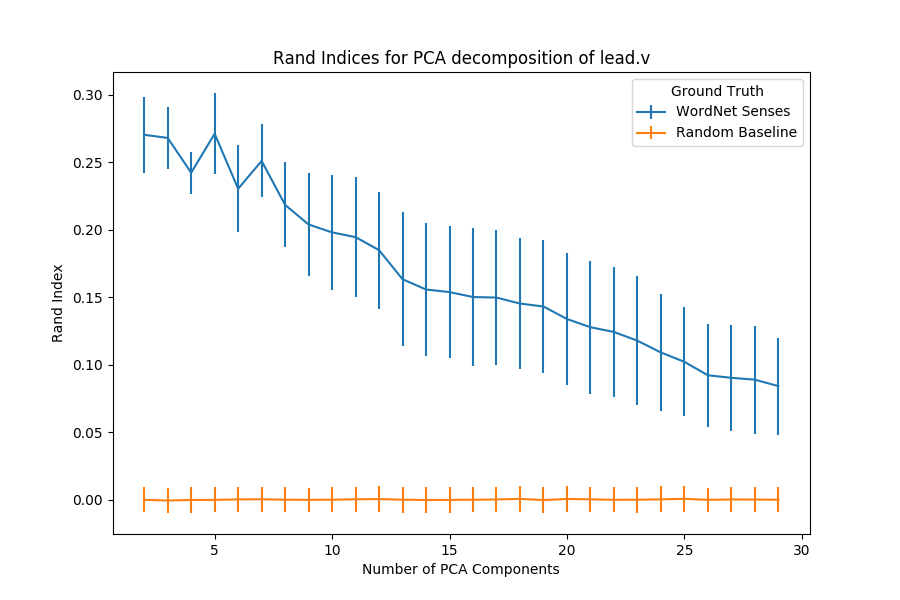 Rand Indices for PCA decomposition of lead.v
Ground Truth
WordNet Senses
Random Baseline
Rand Index
0.30
0.25
0.20
0.15
0.10
0.05
0.00
5 10 15 20 25 30
Number of PCA Components